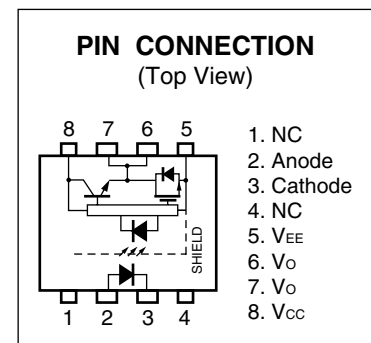 PIN CONNECTION
(Top View)
8 7 6 5
SHIELD
1 2 3 4
1. NC
2. Anode
3. Cathode
4. NC
5. VEE
6. VO
7. VO
8. VCC